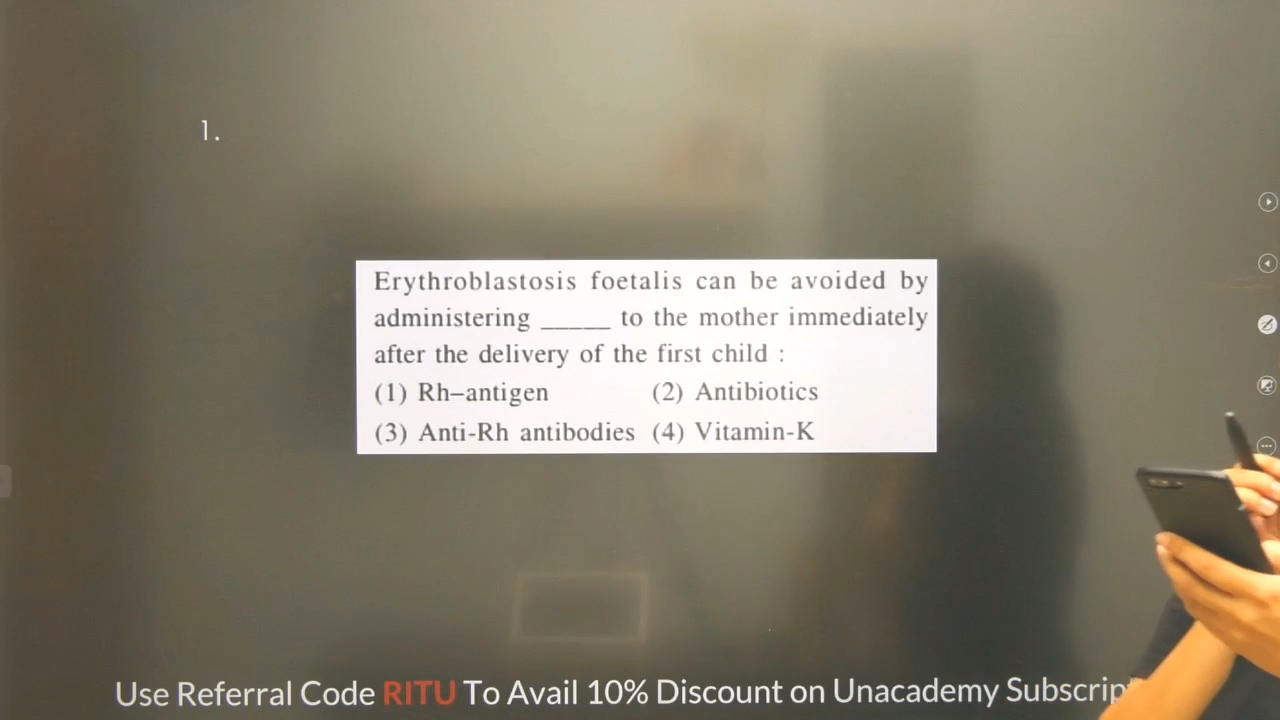 1.
Erythroblastosis foetalis can be avoided by
administering _____ to the mother immediately
after the delivery of the first child :
(1) Rh–antigen (2) Antibiotics
(3) Anti-Rh antibodies (4) Vitamin-K
Use Referral Code RITU To Avail 10% Discount on Unacademy